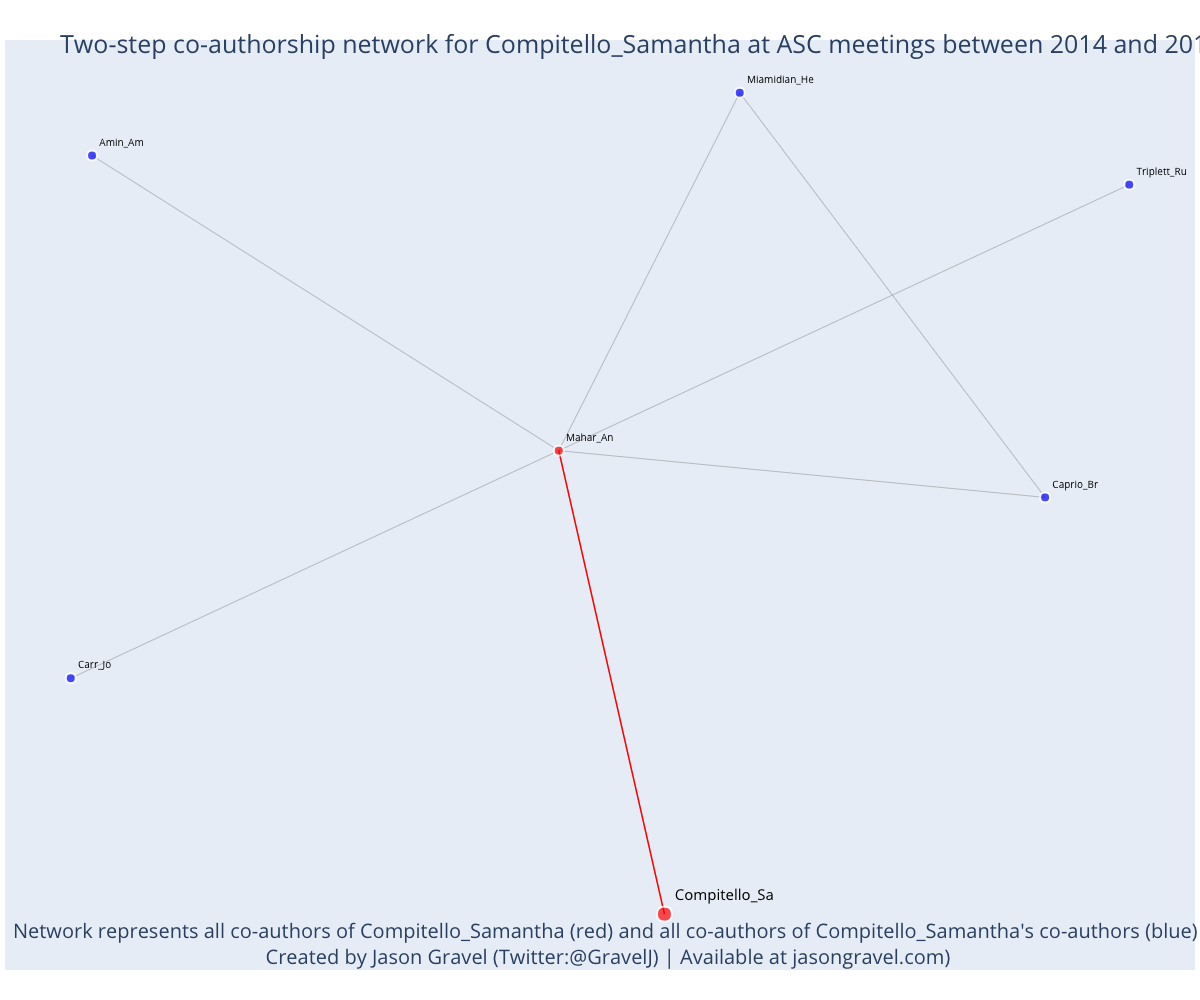 Two-step co-authorship network for Compitello_Samantha at ASC meetings between 2014 and 201
Miamidian_He
Amin_Am
Triplett_Ru
Mahar_An
Caprio_Br
Carr_Jo
Compitello_Sa
Network represents all co-authors of Compitello_Samantha (red) and all co-authors of Compitello_Samantha's co-authors (blue)
Created by Jason Gravel (Twitter:@GravelJ) | Available at jasongravel.com)